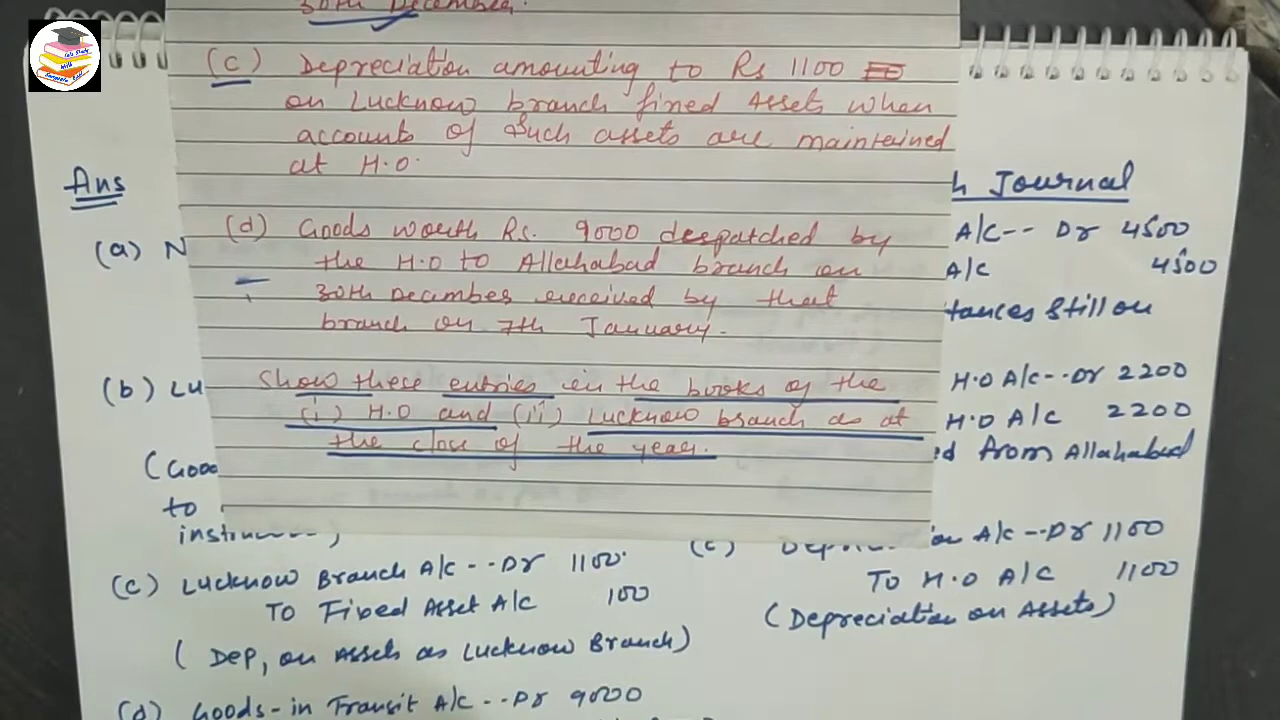 30th December.
(c) Depreciation amounting to Rs 1100
on Lucknow branch fixed Assets when
accounts of such assets are maintained
at H.O.
(d) Goods worth Rs. 9000 despatched by
the H.O to Allahabad branch on
30th December received by that
branch on 7th January.
Show these entries in the books of the
(i) H.O and (ii) Lucknow branch as at
the close of the year.
Ans
(a) N
(b) Lu
(Good
to
(c) Lucknow Branch A/c - - Dr 1100
To Fixed Asset A/c 100
( Dep, on Assets as Lucknow Branch)
(d) Goods-in Transit A/c - - Dr 9000
h Journal
A/c - - Dr 4500
A/c 4500
tances still on
H.O A/c - - Dr 2200
H.O A/c 2200
ed from Allahabad
(c) A/c - - Dr 1100
To H.O A/c 1100
(Depreciation on Assets)